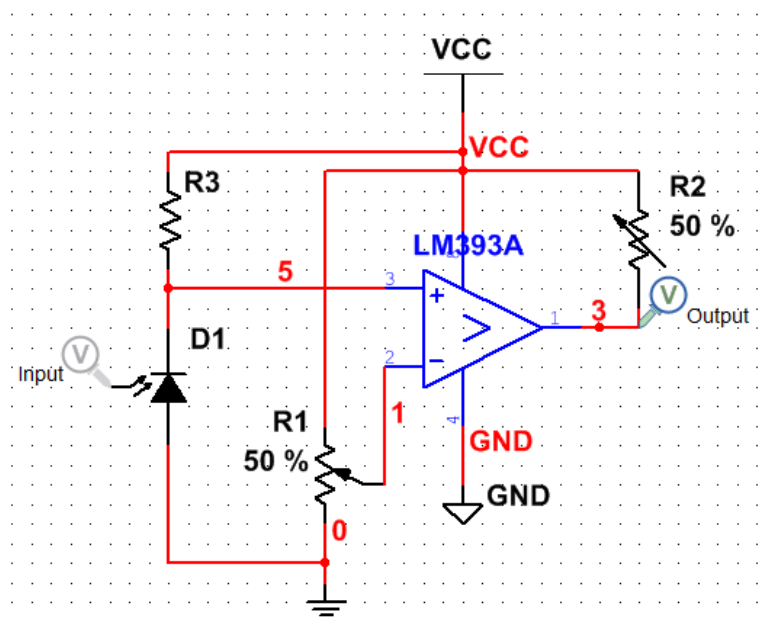 VCC
VCC
R3
R2
50 %
LM393A
8
5
3
+
V
Output
1
3
>
D1
V
Input
2
−
1
R1
50 %
4
GND
GND
0